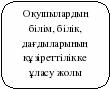 Оқушылардың
білім, білік,
дағдыларының
құзіреттілікке
ұласу жолы